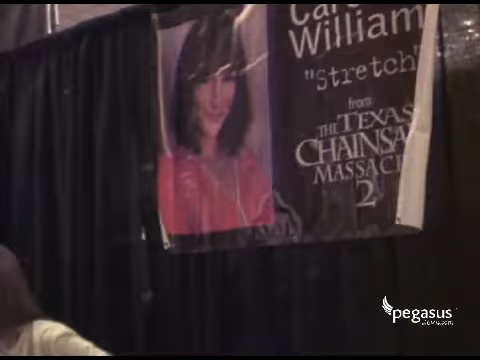 William
"Stretch"
from
THE TEXAS
CHAINSA
MASSAC
2
pegasus